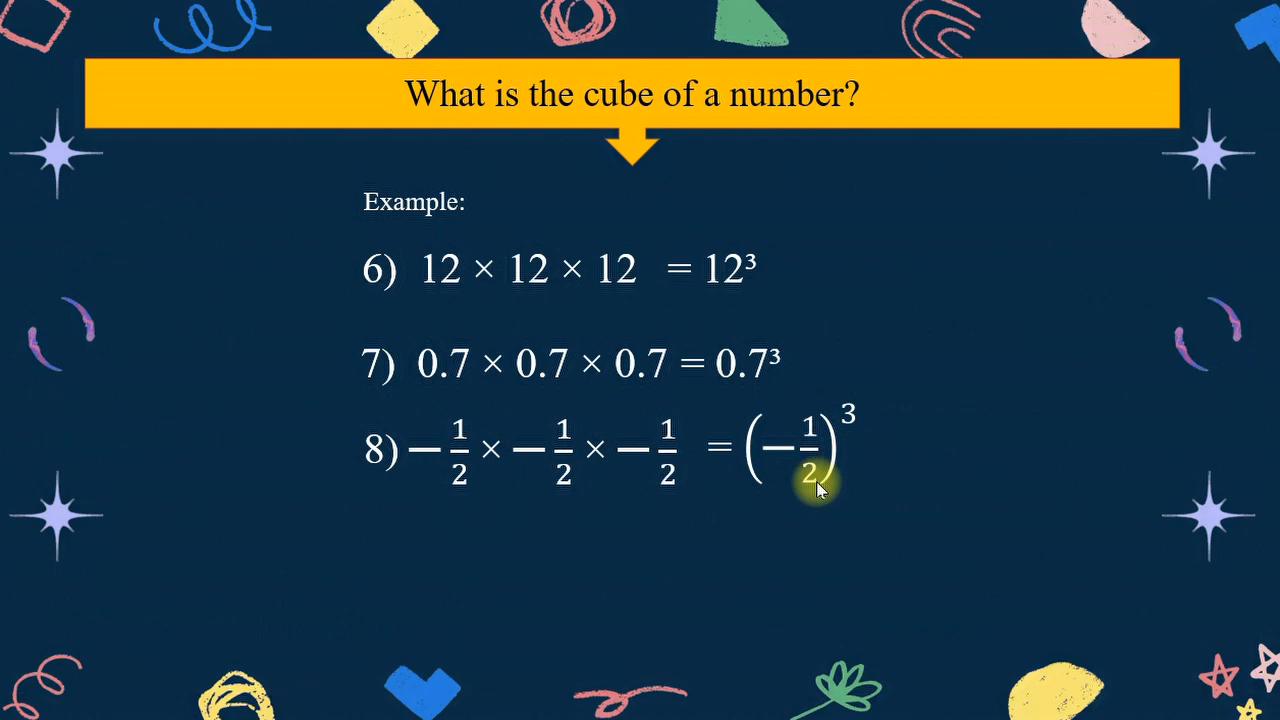 What is the cube of a number?
Example:
6) 12 × 12 × 12 = 12³
7) 0.7 × 0.7 × 0.7 = 0.7³
8) −1/2 × −1/2 × −1/2 = (−1/2)³